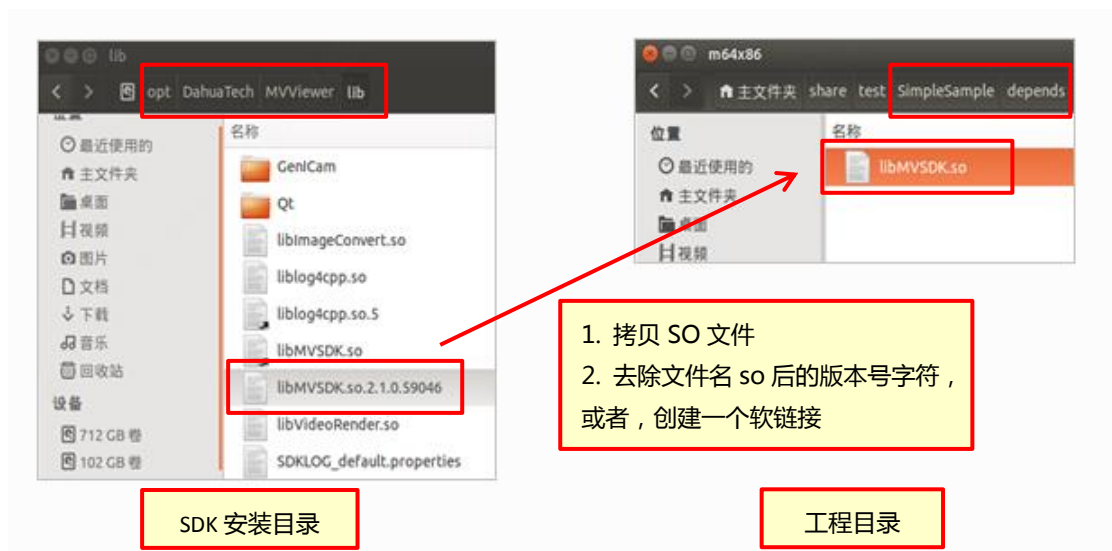 lib
opt DahuaTech MVViewer lib
位置
最近使用的
主文件夹
桌面
视频
图片
文档
下载
音乐
回收站
设备
712 GB 卷
102 GB 卷
名称
GenICam
Qt
libImageConvert.so
liblog4cpp.so
liblog4cpp.so.5
libMVSDK.so
libMVSDK.so.2.1.0.59046
libVideoRender.so
SDKLOG_default.properties
SDK 安装目录
m64x86
主文件夹 share test SimpleSample depends
位置
最近使用的
主文件夹
桌面
视频
名称
libMVSDK.so
1. 拷贝 SO 文件
2. 去除文件名 so 后的版本号字符，
或者，创建一个软链接
工程目录